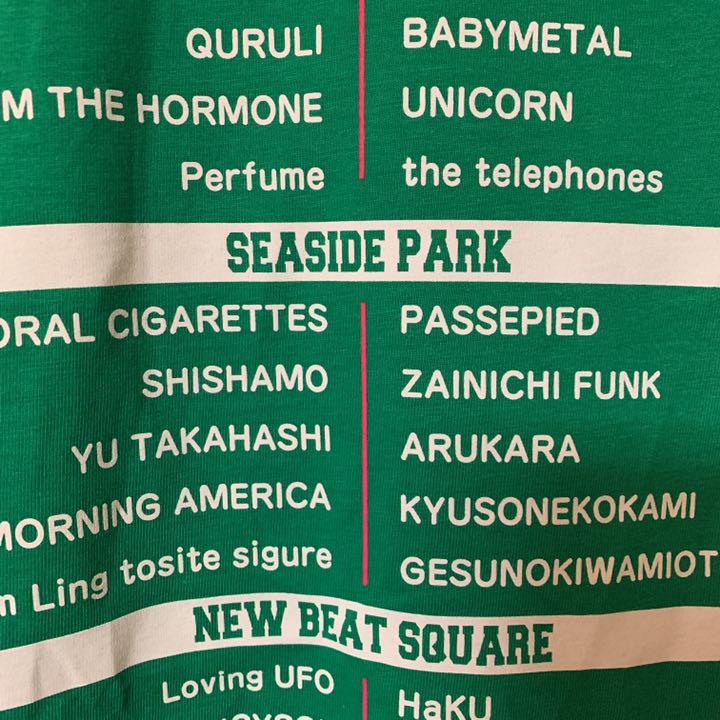 QURULI BABYMETAL
M THE HORMONE UNICORN
Perfume the telephones
SEASIDE PARK
ORAL CIGARETTES PASSEPIED
SHISHAMO ZAINICHI FUNK
YU TAKAHASHI ARUKARA
MORNING AMERICA KYUSONEKOKAMI
Ling tosite sigure GESUNOKIWAMIOT
NEW BEAT SQUARE
Loving UFO HaKU